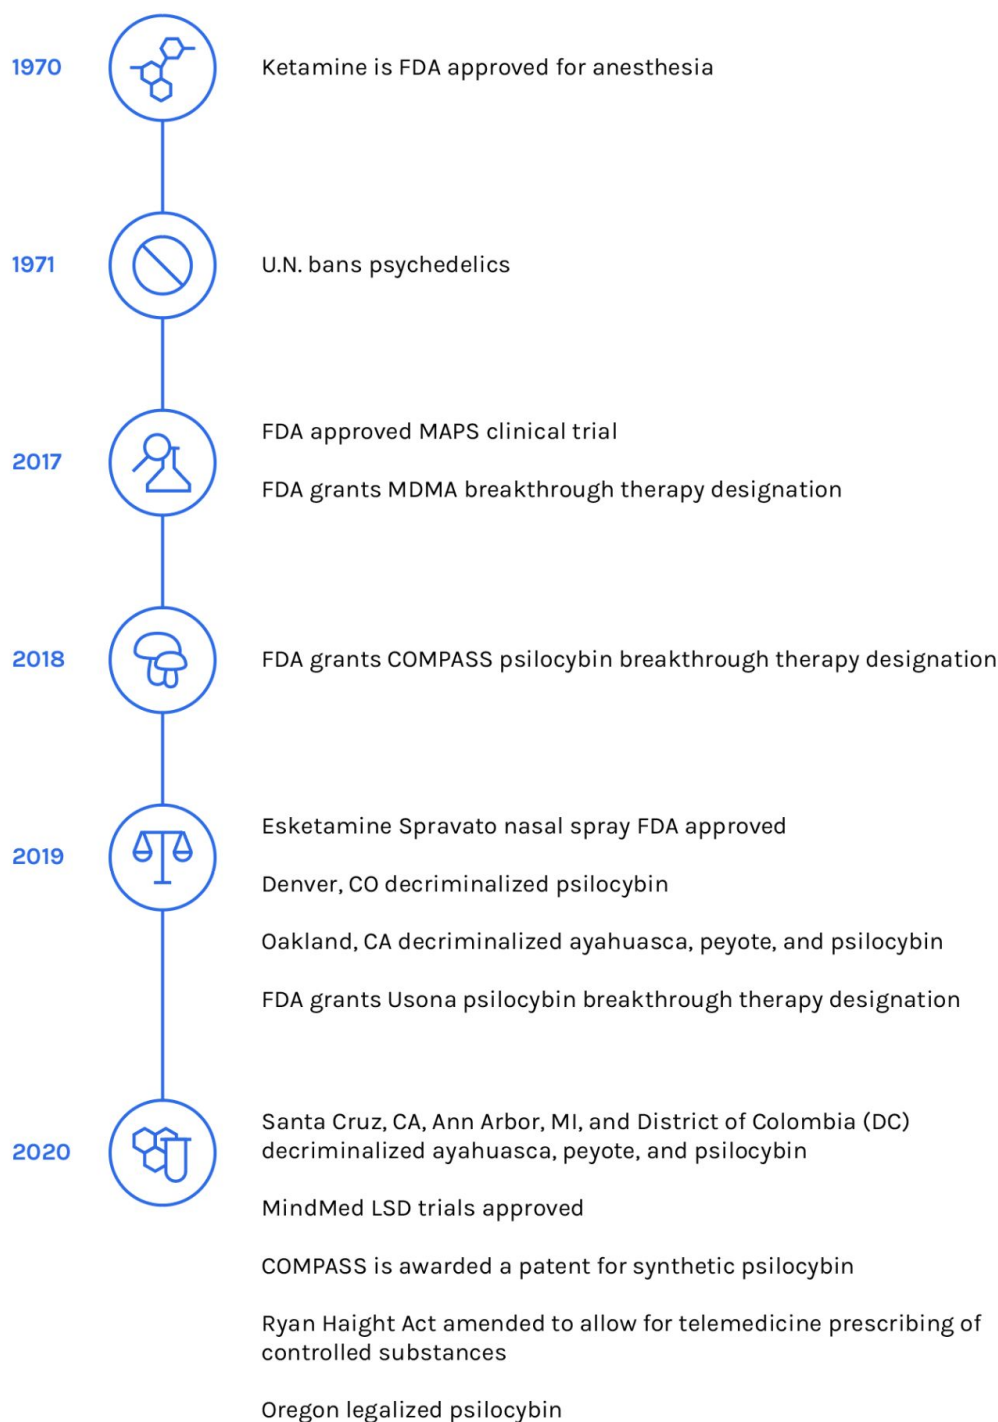 1970
Ketamine is FDA approved for anesthesia
1971
U.N. bans psychedelics
2017
FDA approved MAPS clinical trial
FDA grants MDMA breakthrough therapy designation
2018
FDA grants COMPASS psilocybin breakthrough therapy designation
2019
Esketamine Spravato nasal spray FDA approved
Denver, CO decriminalized psilocybin
Oakland, CA decriminalized ayahuasca, peyote, and psilocybin
FDA grants Usona psilocybin breakthrough therapy designation
2020
Santa Cruz, CA, Ann Arbor, MI, and District of Colombia (DC)
decriminalized ayahuasca, peyote, and psilocybin
MindMed LSD trials approved
COMPASS is awarded a patent for synthetic psilocybin
Ryan Haight Act amended to allow for telemedicine prescribing of
controlled substances
Oregon legalized psilocybin